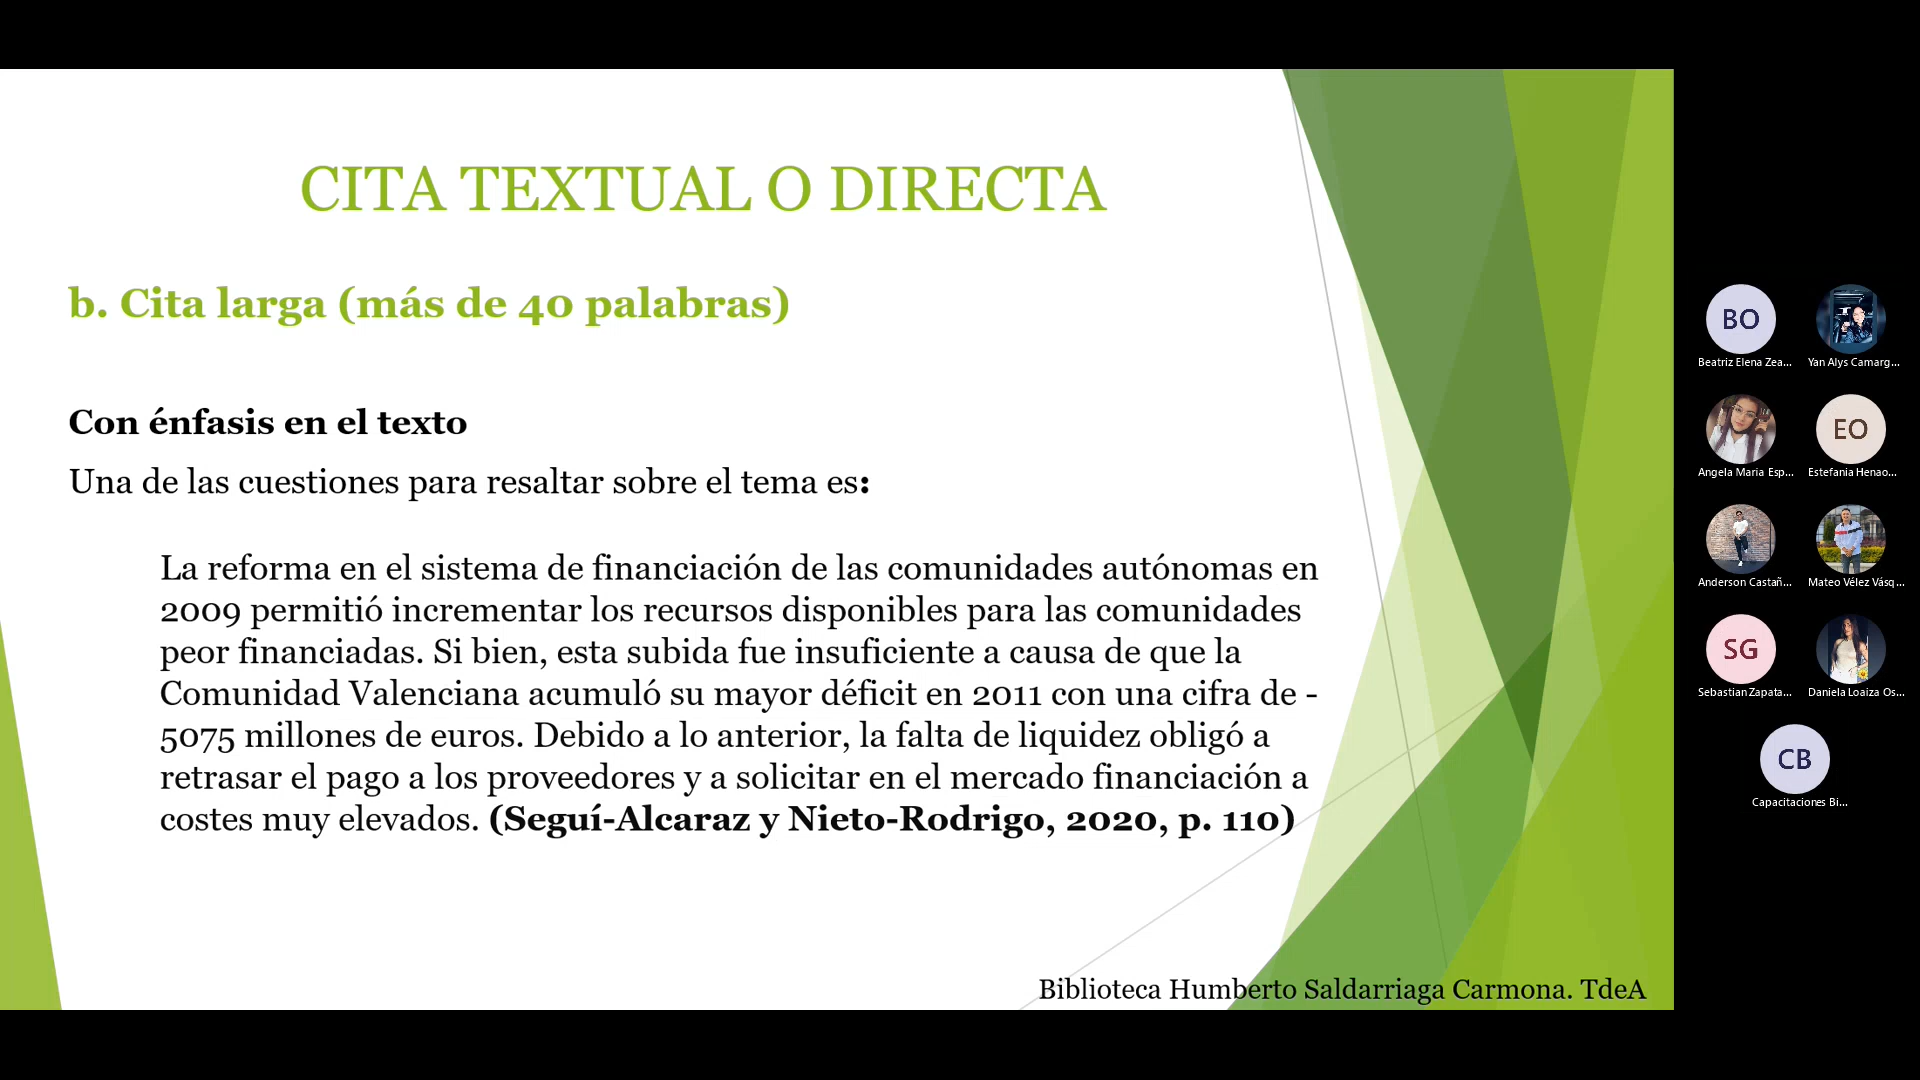 CITA TEXTUAL O DIRECTA
b. Cita larga (más de 40 palabras)
Con énfasis en el texto
Una de las cuestiones para resaltar sobre el tema es:
La reforma en el sistema de financiación de las comunidades autónomas en
2009 permitió incrementar los recursos disponibles para las comunidades
peor financiadas. Si bien, esta subida fue insuficiente a causa de que la
Comunidad Valenciana acumuló su mayor déficit en 2011 con una cifra de -
5075 millones de euros. Debido a lo anterior, la falta de liquidez obligó a
retrasar el pago a los proveedores y a solicitar en el mercado financiación a
costes muy elevados. (Seguí-Alcaraz y Nieto-Rodrigo, 2020, p. 110)
Biblioteca Humberto Saldarriaga Carmona. TdeA
BO
Beatriz Elena Zea...
Yan Alys Camarg...
Angela Maria Esp...
EO
Estefania Henao...
Anderson Castañ...
Mateo Vélez Vásq...
SG
Sebastian Zapata...
Daniela Loaiza Os...
CB
Capacitaciones Bi...